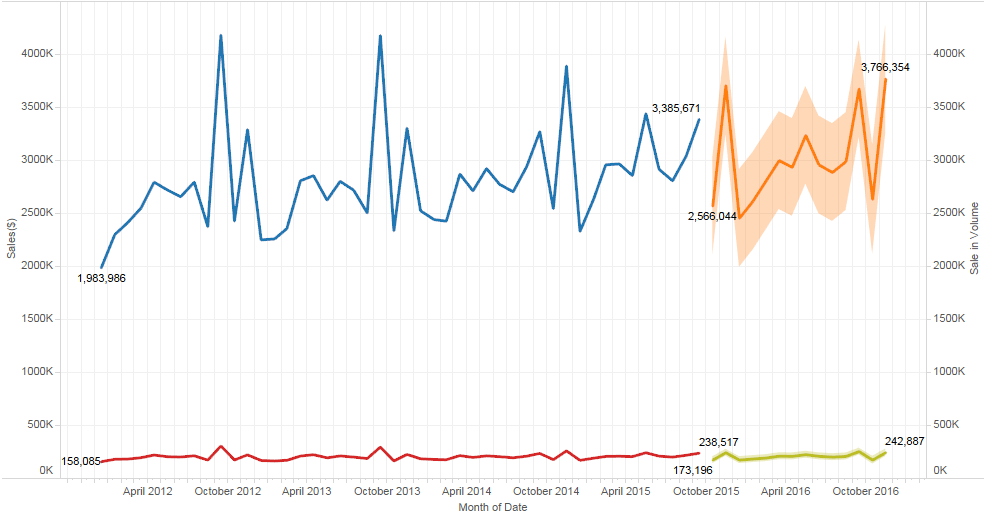 4000K
4000K
3,766,354
3500K
3,385,671
3500K
3000K
3000K
2500K
2,566,044
2500K
Sales($)
Sale in Volume
2000K
1,983,986
2000K
1500K
1500K
1000K
1000K
500K
500K
238,517
242,887
158,085
0K
173,196
0K
April 2012
October 2012
April 2013
October 2013
April 2014
October 2014
April 2015
October 2015
April 2016
October 2016
Month of Date